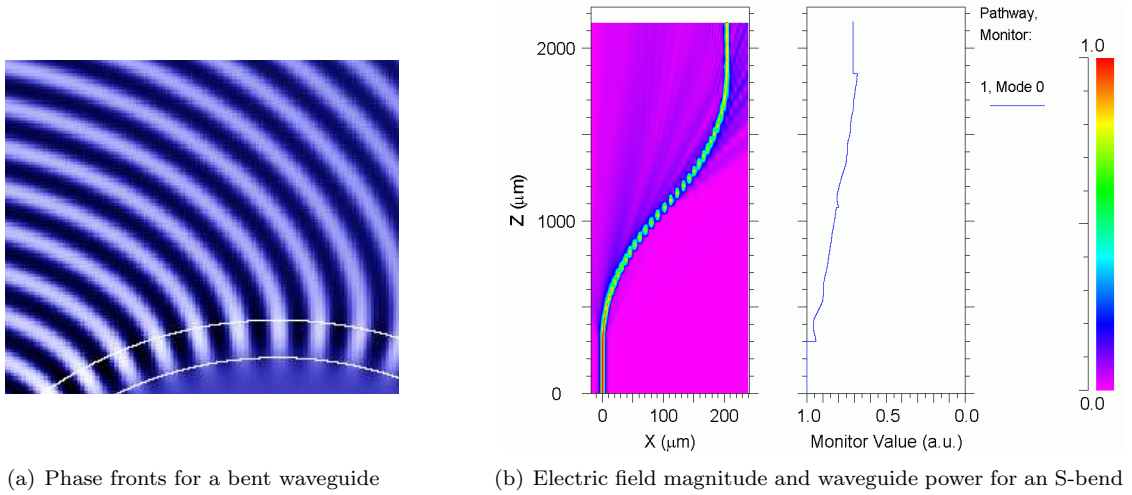 2000
1000
0
Z (μm)
0
100
200
X (μm)
1.0
0.5
0.0
Monitor Value (a.u.)
Pathway,
Monitor:
1, Mode 0
1.0
0.0
(a) Phase fronts for a bent waveguide
(b) Electric field magnitude and waveguide power for an S-bend